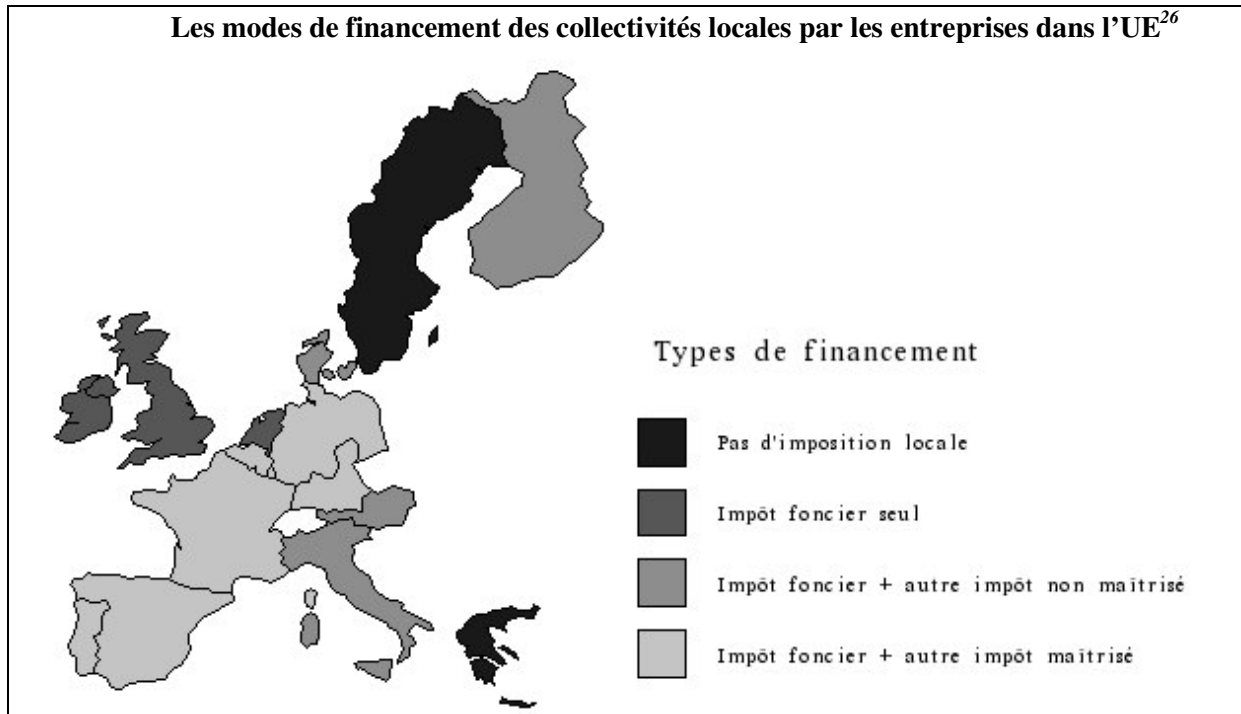 Les modes de financement des collectivités locales par les entreprises dans l’UE26
Types de financement
Pas d'imposition locale
Impôt foncier seul
Impôt foncier + autre impôt non maîtrisé
Impôt foncier + autre impôt maîtrisé